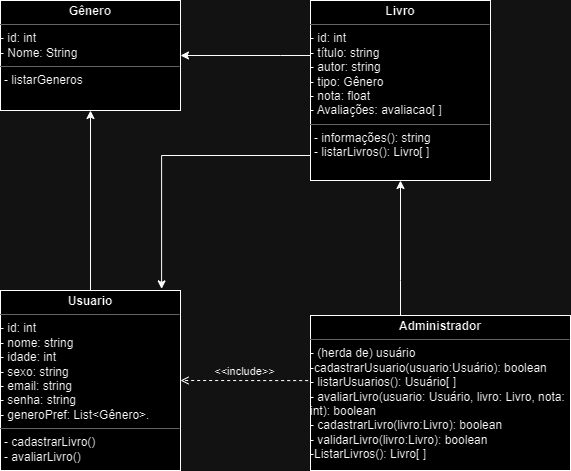 Gênero
- id: int
- Nome: String
- listarGeneros
Livro
- id: int
- título: string
- autor: string
- tipo: Gênero
- nota: float
- Avaliações: avaliacao[ ]
- informações(): string
- listarLivros(): Livro[ ]
Usuario
- id: int
- nome: string
- idade: int
- sexo: string
- email: string
- senha: string
- generoPref: List<Gênero>.
- cadastrarLivro()
- avaliarLivro()
<<include>>
Administrador
- (herda de) usuário
-cadastrarUsuario(usuario:Usuário): boolean
- listarUsuarios(): Usuário[ ]
- avaliarLivro(usuario: Usuário, livro: Livro, nota:
int): boolean
- cadastrarLivro(livro:Livro): boolean
- validarLivro(livro:Livro): boolean
-ListarLivros(): Livro[ ]